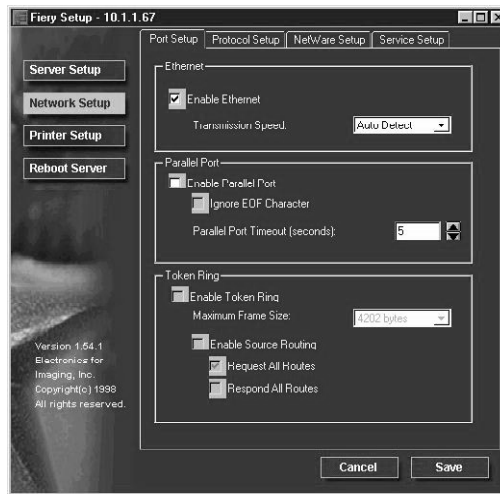 Fiery Setup - 10.1.1.67
Port Setup Protocol Setup NetWare Setup Service Setup
Server Setup
Network Setup
Printer Setup
Reboot Server
Ethernet
Enable Ethernet
Transmission Speed: Auto Detect
Parallel Port
Enable Parallel Port
Ignore EOF Character
Parallel Port Timeout (seconds): 5
Token Ring
Enable Token Ring
Maximum Frame Size: 4202 bytes
Enable Source Routing
Request All Routes
Respond All Routes
Version 1.54.1
Electronics for
Imaging, Inc.
Copyright(c) 1998
All rights reserved.
Cancel Save